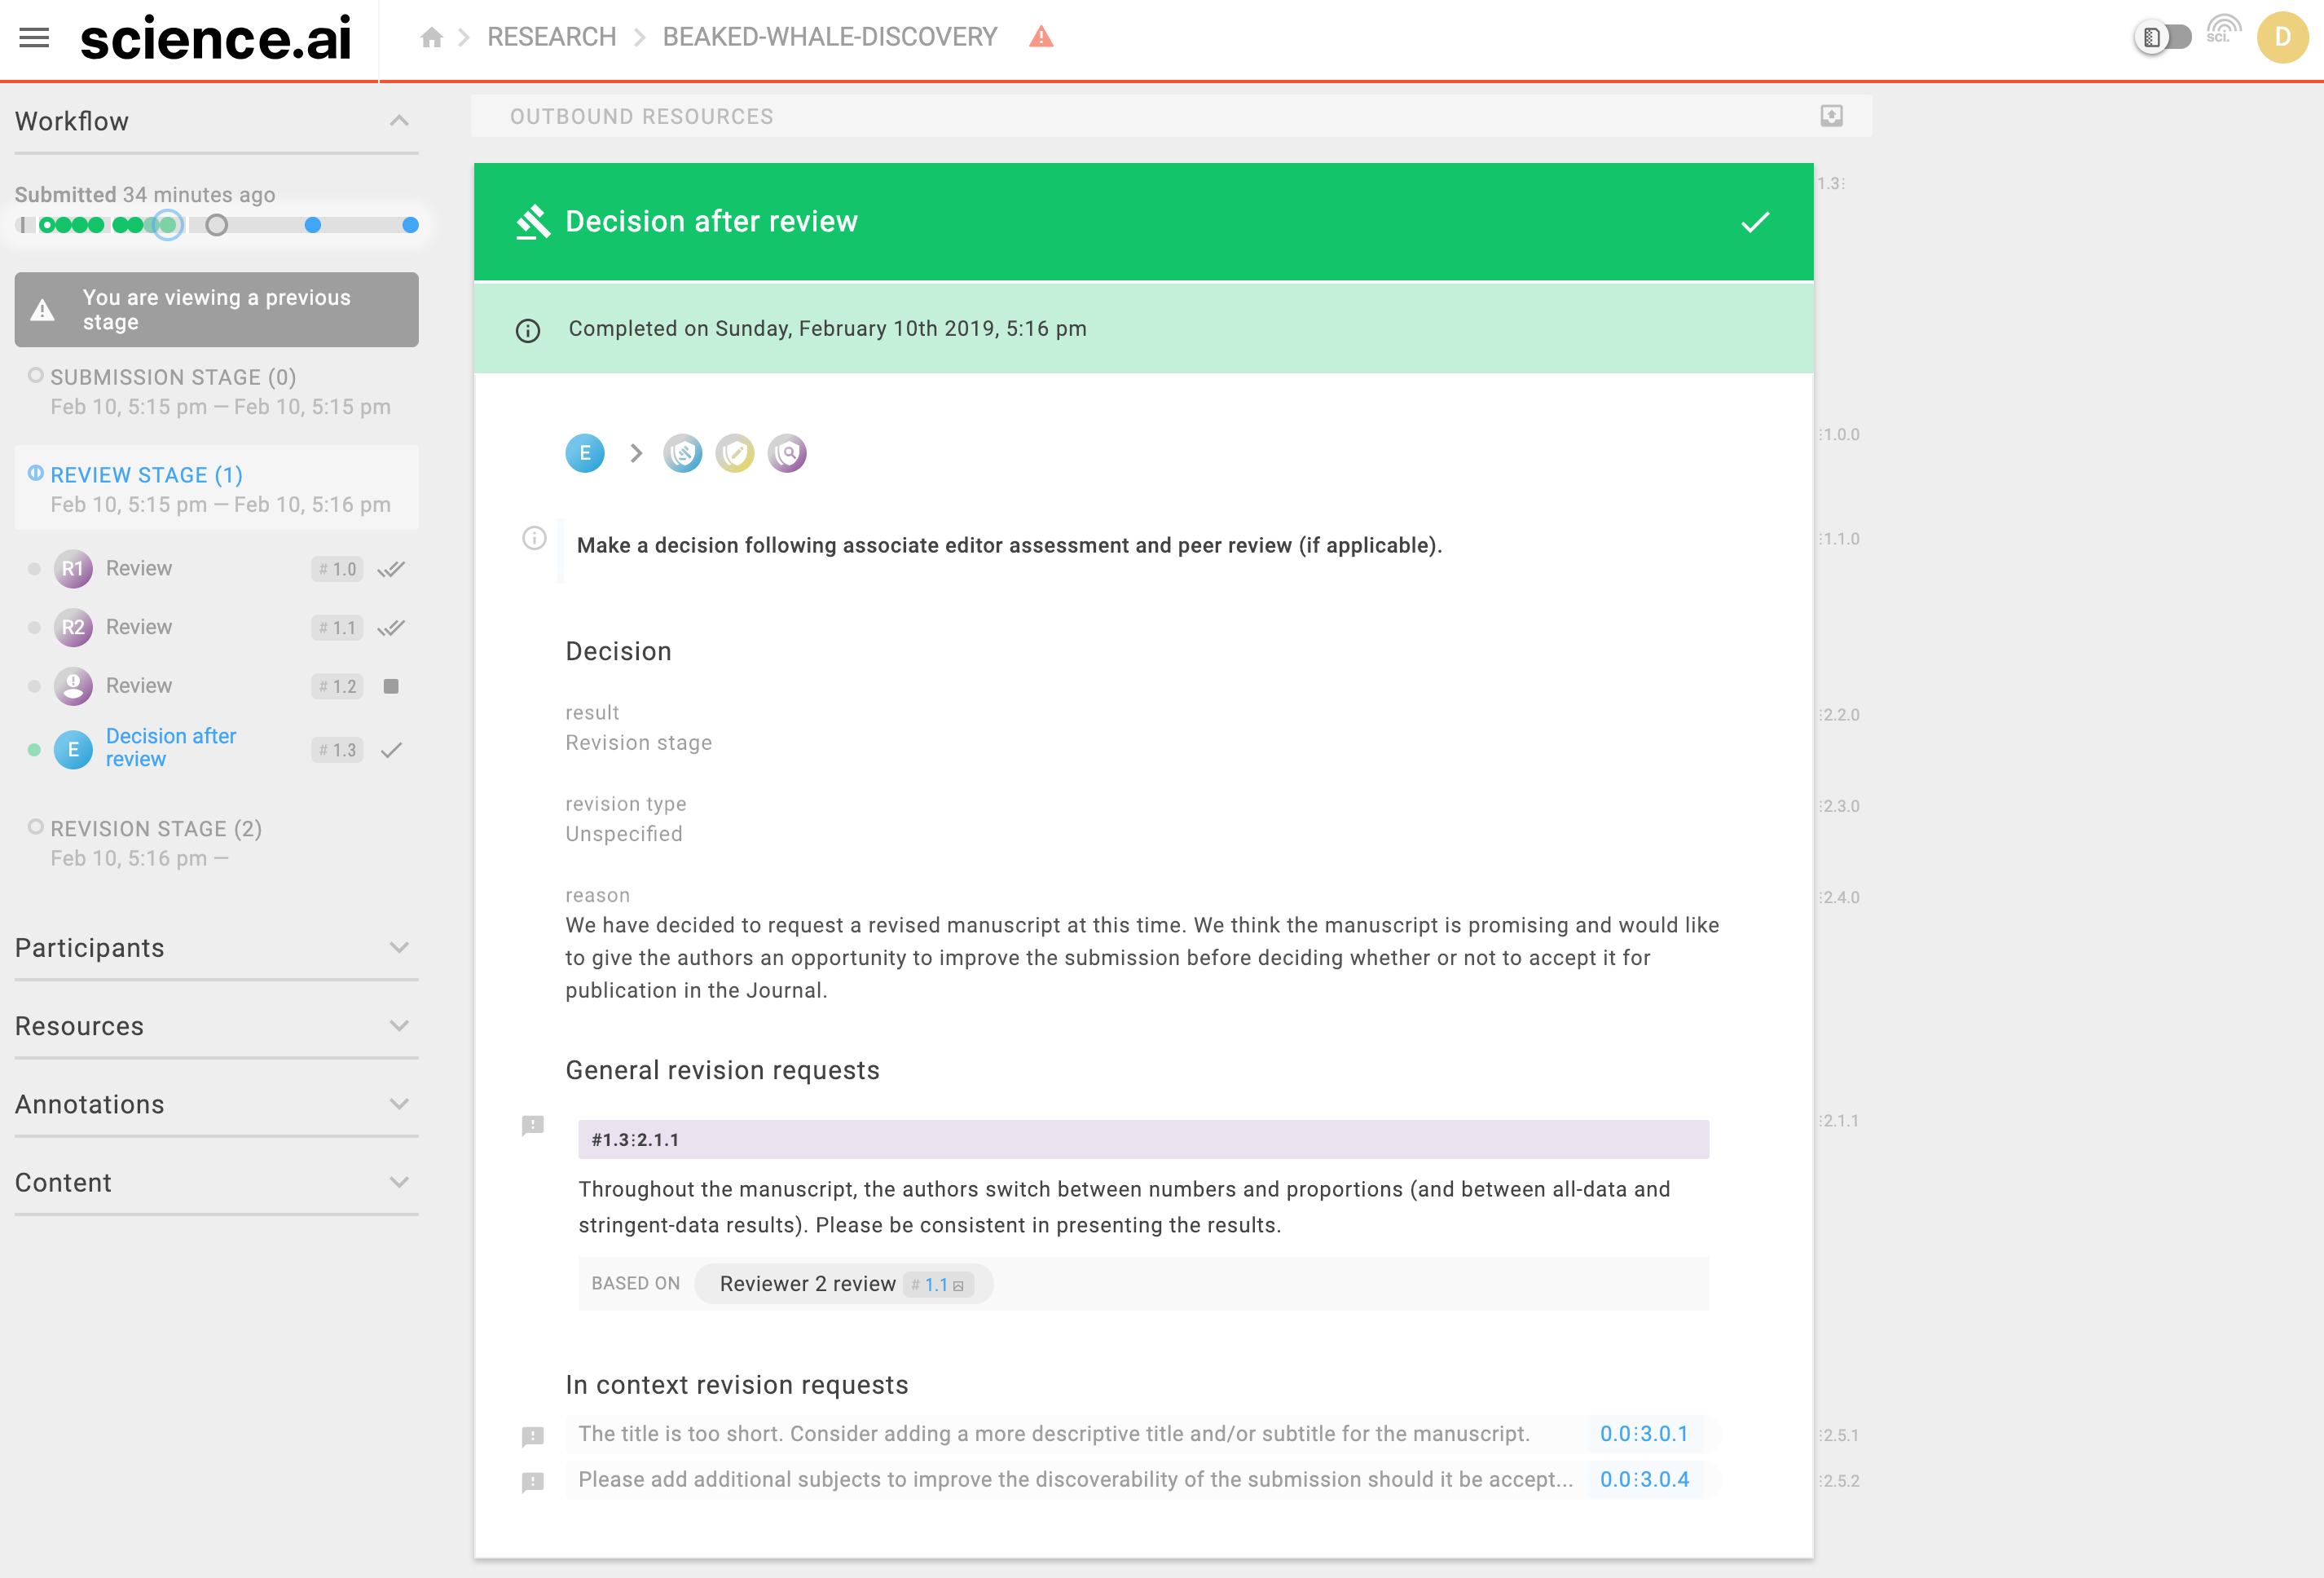 science.ai
RESEARCH
BEAKED-WHALE-DISCOVERY
sci.
D
Workflow
Submitted 34 minutes ago
You are viewing a previous
stage
SUBMISSION STAGE (0)
Feb 10, 5:15 pm — Feb 10, 5:15 pm
REVIEW STAGE (1)
Feb 10, 5:15 pm — Feb 10, 5:16 pm
R1 Review # 1.0
R2 Review # 1.1
Review # 1.2
E Decision after
review # 1.3
REVISION STAGE (2)
Feb 10, 5:16 pm —
Participants
Resources
Annotations
Content
OUTBOUND RESOURCES
Decision after review
1.3⁝
Completed on Sunday, February 10th 2019, 5:16 pm
E
⁝1.0.0
Make a decision following associate editor assessment and peer review (if applicable).
⁝1.1.0
Decision
result
Revision stage
⁝2.2.0
revision type
Unspecified
⁝2.3.0
reason
⁝2.4.0
We have decided to request a revised manuscript at this time. We think the manuscript is promising and would like
to give the authors an opportunity to improve the submission before deciding whether or not to accept it for
publication in the Journal.
General revision requests
#1.3⁝2.1.1
⁝2.1.1
Throughout the manuscript, the authors switch between numbers and proportions (and between all-data and
stringent-data results). Please be consistent in presenting the results.
BASED ON Reviewer 2 review # 1.1
In context revision requests
The title is too short. Consider adding a more descriptive title and/or subtitle for the manuscript. 0.0⁝3.0.1
⁝2.5.1
Please add additional subjects to improve the discoverability of the submission should it be accept... 0.0⁝3.0.4
⁝2.5.2